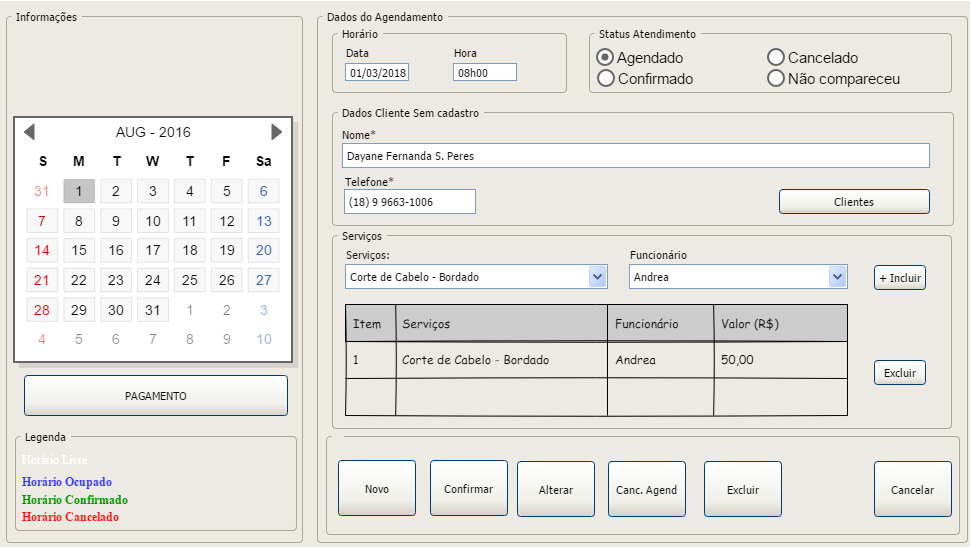 Informações
AUG - 2016
S M T W T F Sa
31 1 2 3 4 5 6
7 8 9 10 11 12 13
14 15 16 17 18 19 20
21 22 23 24 25 26 27
28 29 30 31 1 2 3
4 5 6 7 8 9 10
PAGAMENTO
Legenda
Horário Livre
Horário Ocupado
Horário Confirmado
Horário Cancelado
Dados do Agendamento
Horário
Data Hora
01/03/2018 08h00
Status Atendimento
Agendado Cancelado
Confirmado Não compareceu
Dados Cliente Sem cadastro
Nome*
Dayane Fernanda S. Peres
Telefone*
(18) 9 9663-1006
Clientes
Serviços
Serviços: Funcionário
Corte de Cabelo - Bordado Andrea + Incluir
Item Serviços Funcionário Valor (R$)
1 Corte de Cabelo - Bordado Andrea 50,00
Excluir
Novo Confirmar Alterar Canc. Agend Excluir Cancelar